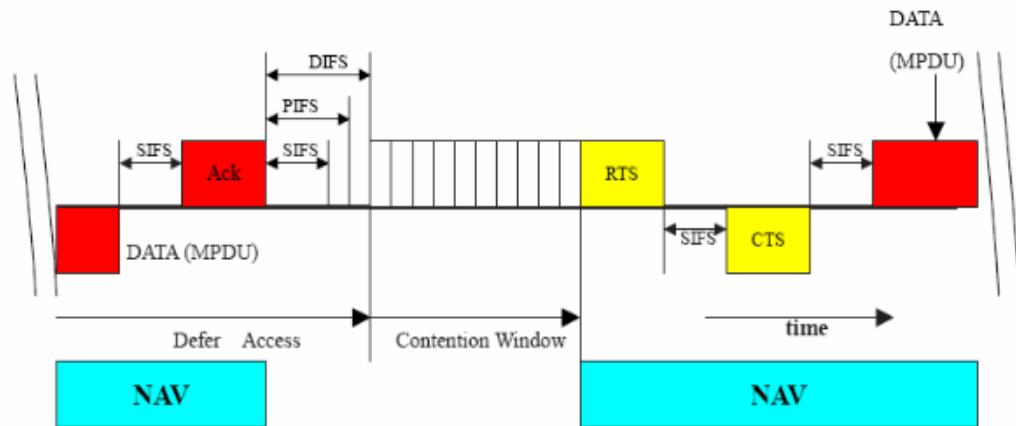 DATA
(MPDU)
DIFS
PIFS
SIFS
Ack
SIFS
RTS
SIFS
DATA (MPDU)
SIFS
CTS
Defer Access
Contention Window
time
NAV
NAV